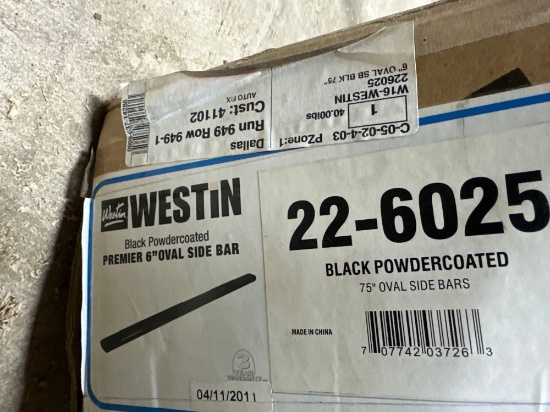 6" OVAL SB BLK 75"
226025
W16-WESTIN
1
40.00lbs
C-05-02-4-03
PZone:1
AUTO FIX
Cust: 41102
Run 949 Row 949-1
Dallas
Westin
WESTiN
Black Powdercoated
PREMIER 6" OVAL SIDE BAR
04/11/2011
22-6025
BLACK POWDERCOATED
75" OVAL SIDE BARS
MADE IN CHINA
7 07742 03726 3